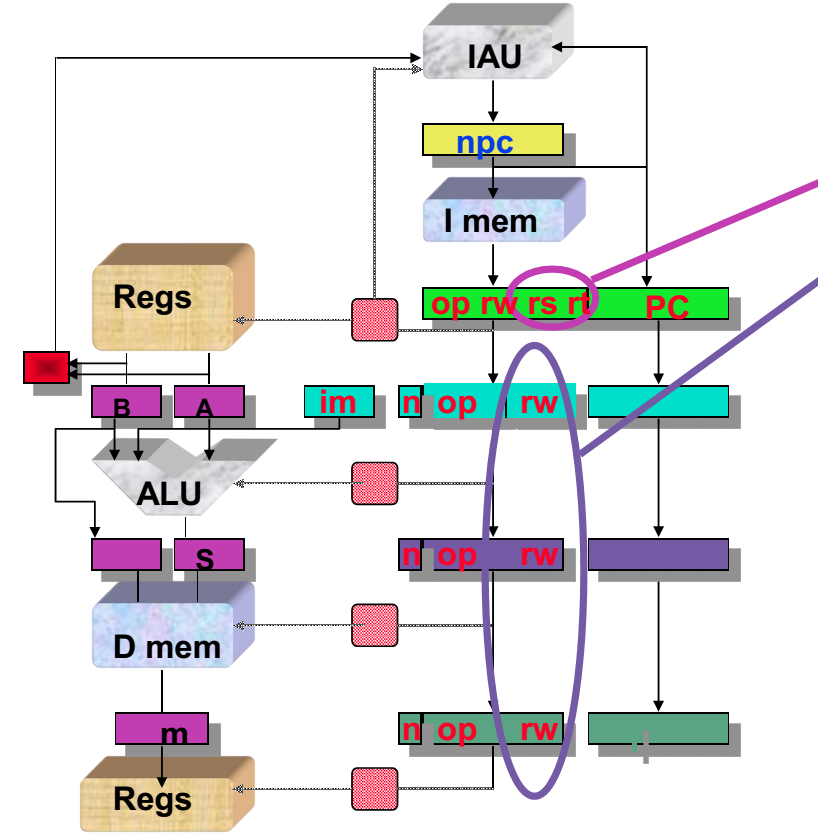 IAU
npc
I mem
Regs
op rw rs rt PC
B A im n op rw
ALU
S n op rw
D mem
m n op rw
Regs